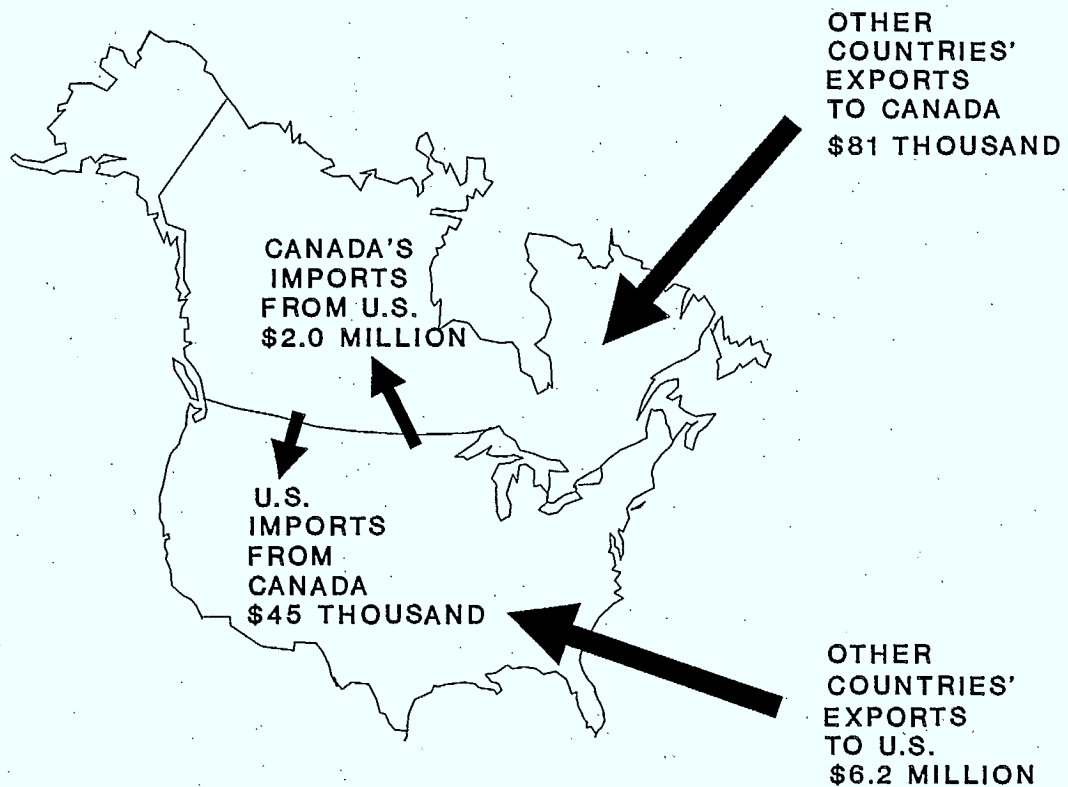 OTHER
COUNTRIES'
EXPORTS
TO CANADA
$81 THOUSAND
CANADA'S
IMPORTS
FROM U.S.
$2.0 MILLION
U.S.
IMPORTS
FROM
CANADA
$45 THOUSAND
OTHER
COUNTRIES'
EXPORTS
TO U.S.
$6.2 MILLION